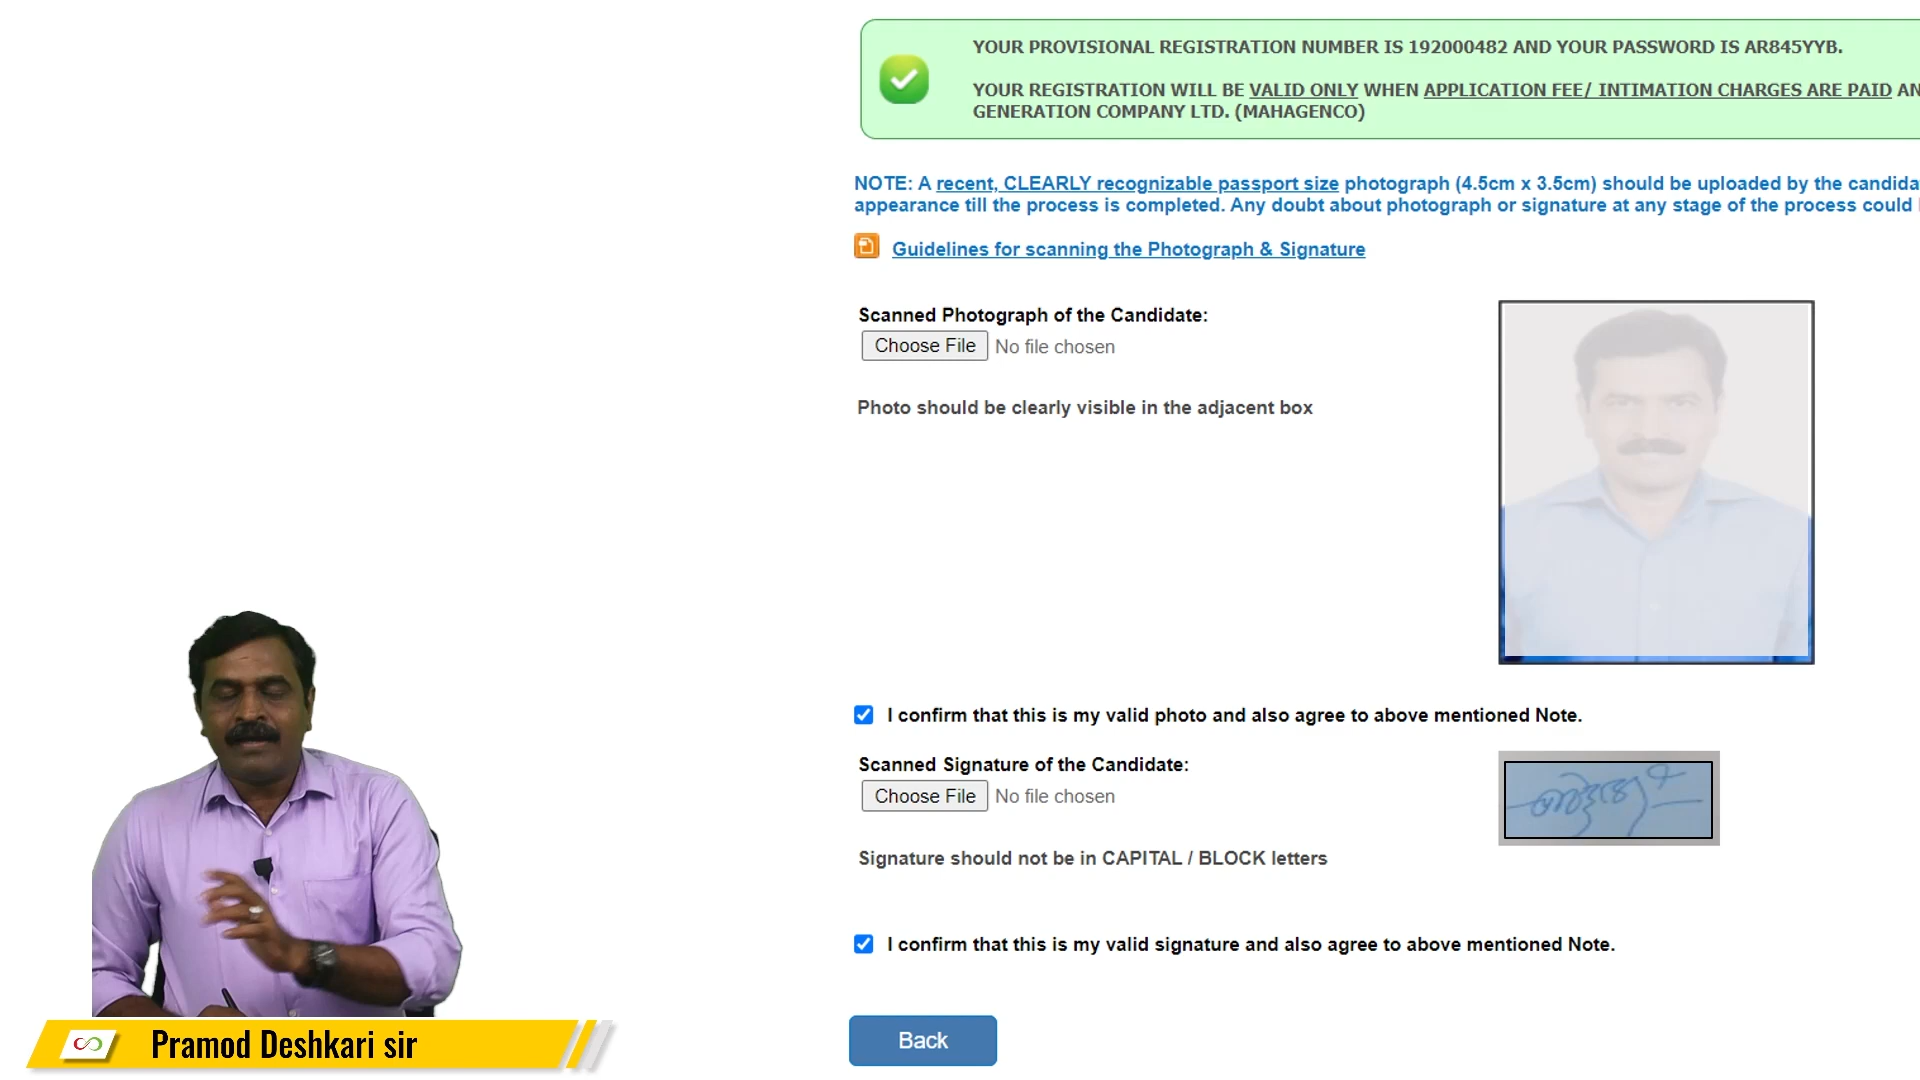 YOUR PROVISIONAL REGISTRATION NUMBER IS 192000482 AND YOUR PASSWORD IS AR845YYB.
YOUR REGISTRATION WILL BE VALID ONLY WHEN APPLICATION FEE/ INTIMATION CHARGES ARE PAID
GENERATION COMPANY LTD. (MAHAGENCO)
NOTE: A recent, CLEARLY recognizable passport size photograph (4.5cm x 3.5cm) should be uploaded by the
appearance till the process is completed. Any doubt about photograph or signature at any stage of the process could
Guidelines for scanning the Photograph & Signature
Scanned Photograph of the Candidate:
Choose File No file chosen
Photo should be clearly visible in the adjacent box
I confirm that this is my valid photo and also agree to above mentioned Note.
Scanned Signature of the Candidate:
Choose File No file chosen
Signature should not be in CAPITAL / BLOCK letters
I confirm that this is my valid signature and also agree to above mentioned Note.
Back
Pramod Deshkari sir